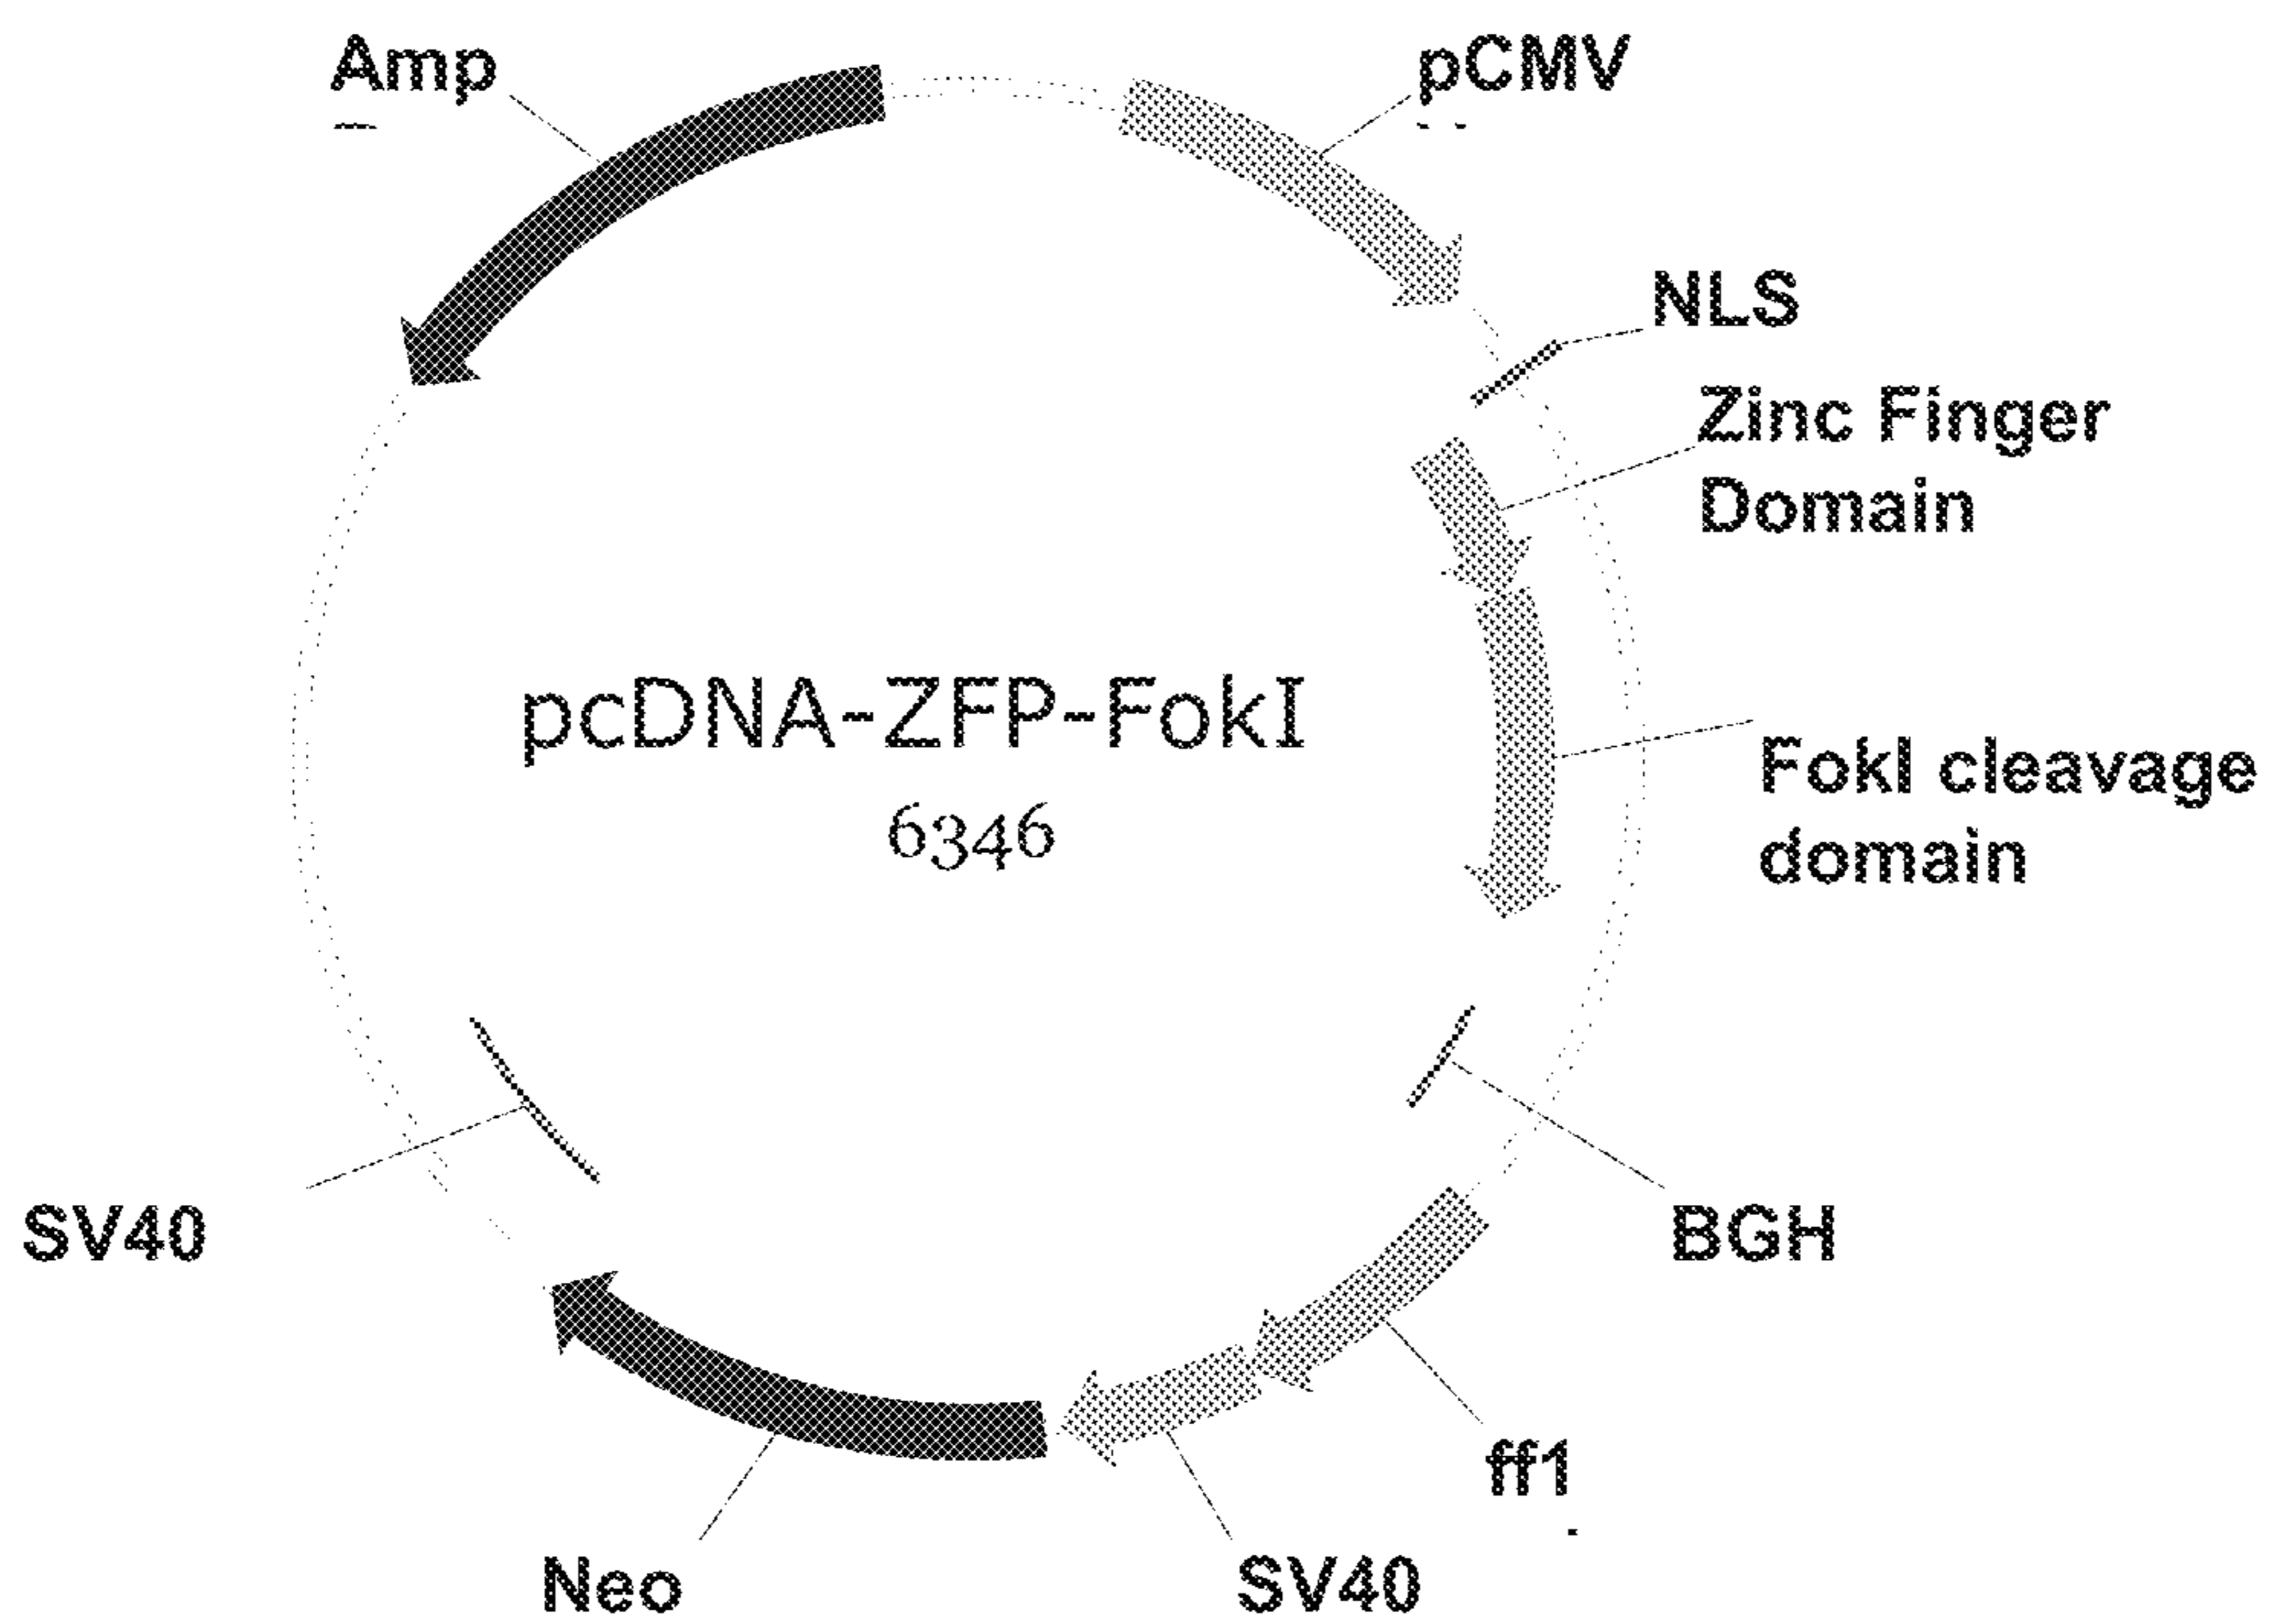 Amp
pCMV
NLS
Zinc Finger
Domain
pcDNA-ZFP-FokI
6346
FokI cleavage
domain
SV40
BGH
ff1
Neo
SV40